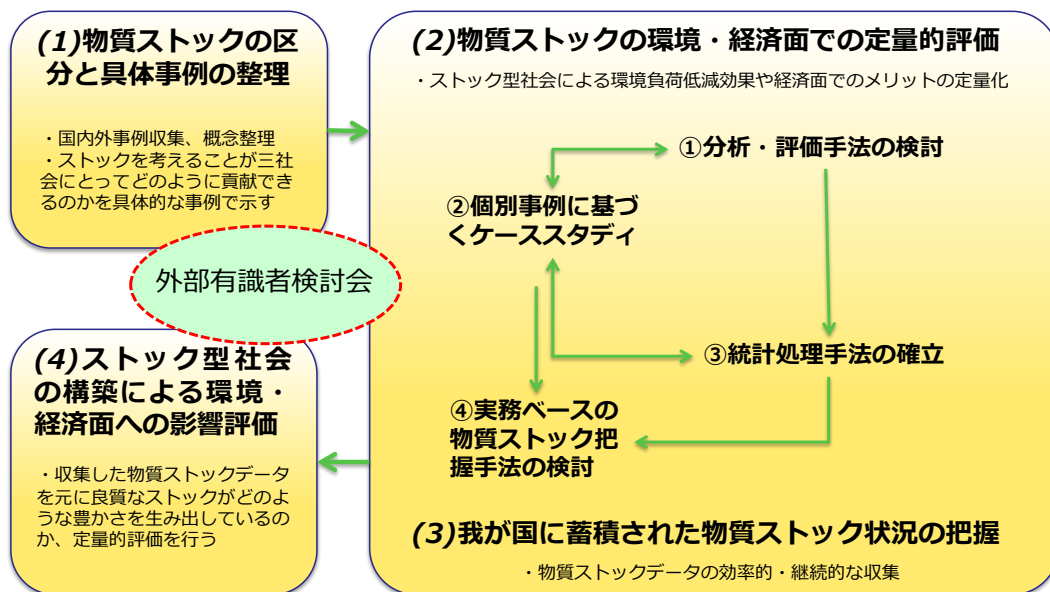 (1)物質ストックの区
分と具体事例の整理
・国内外事例収集、概念整理
・ストックを考えることが三社
会にとってどのように貢献でき
るのかを具体的な事例で示す
(2)物質ストックの環境・経済面での定量的評価
・ストック型社会による環境負荷低減効果や経済面でのメリットの定量化
①分析・評価手法の検討
②個別事例に基づ
くケーススタディ
③統計処理手法の確立
④実務ベースの
物質ストック把
握手法の検討
(3)我が国に蓄積された物質ストック状況の把握
・物質ストックデータの効率的・継続的な収集
外部有識者検討会
(4)ストック型社会
の構築による環境・
経済面への影響評価
・収集した物質ストックデータ
を元に良質なストックがどのよ
うな豊かさを生み出しているの
か、定量的評価を行う